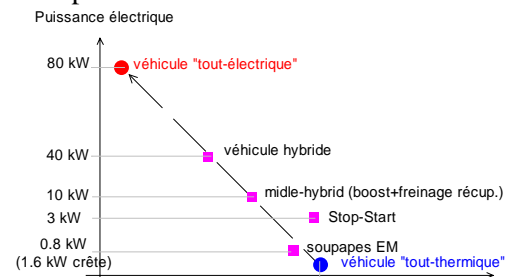 Puissance électrique
80 kW
véhicule "tout-électrique"
40 kW
véhicule hybride
10 kW
midle-hybrid (boost+freinage récup.)
3 kW
Stop-Start
0.8 kW
soupapes EM
(1.6 kW crête)
véhicule "tout-thermique"